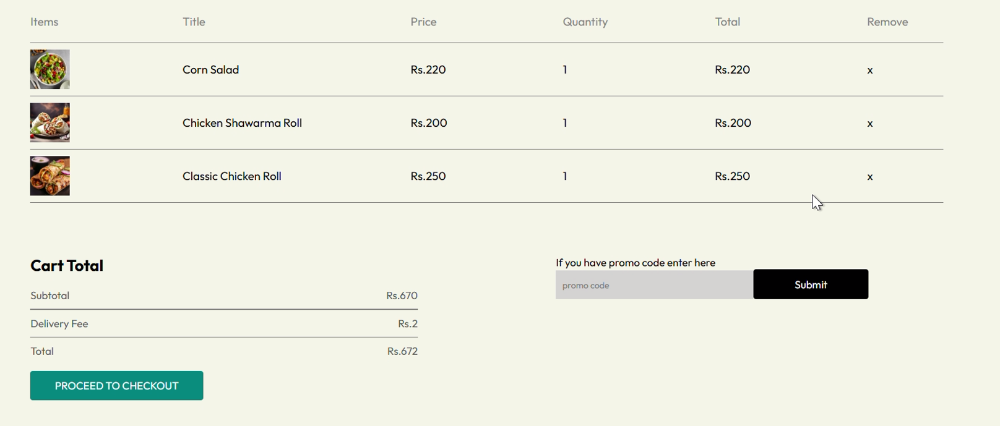 Items Title Price Quantity Total Remove
Corn Salad Rs.220 1 Rs.220 x
Chicken Shawarma Roll Rs.200 1 Rs.200 x
Classic Chicken Roll Rs.250 1 Rs.250 x
Cart Total
Subtotal Rs.670
Delivery Fee Rs.2
Total Rs.672
PROCEED TO CHECKOUT
If you have promo code enter here
promo code Submit